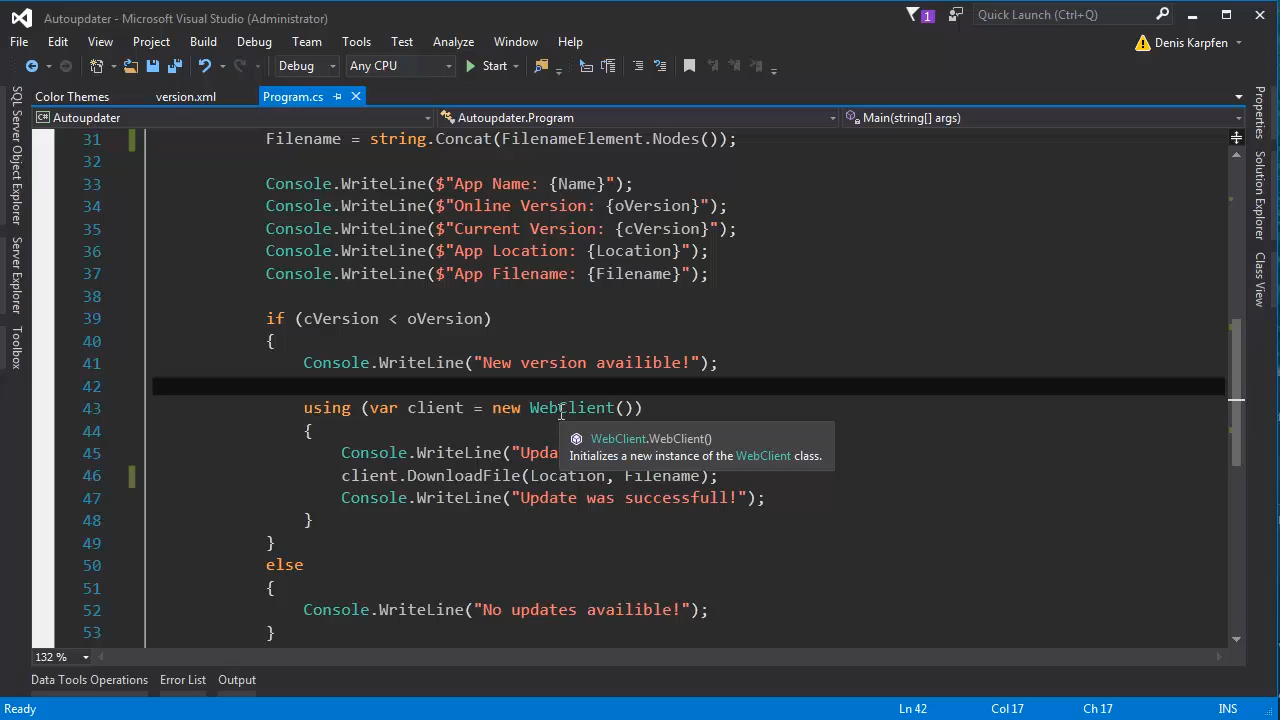 Autoupdater - Microsoft Visual Studio (Administrator)
1
Quick Launch (Ctrl+Q)
File Edit View Project Build Debug Team Tools Test Analyze Window Help
Denis Karpfen
Debug Any CPU Start
Color Themes version.xml Program.cs
Autoupdater Autoupdater.Program Main(string[] args)
SQL Server Object Explorer
Server Explorer
Toolbox
31 Filename = string.Concat(FilenameElement.Nodes());
32
33 Console.WriteLine($"App Name: {Name}");
34 Console.WriteLine($"Online Version: {oVersion}");
35 Console.WriteLine($"Current Version: {cVersion}");
36 Console.WriteLine($"App Location: {Location}");
37 Console.WriteLine($"App Filename: {Filename}");
38
39 if (cVersion < oVersion)
40 {
41 Console.WriteLine("New version availible!");
42
43 using (var client = new WebClient())
44 {
WebClient.WebClient()
Initializes a new instance of the WebClient class.
45 Console.WriteLine("Upda
46 client.DownloadFile(Location, Filename);
47 Console.WriteLine("Update was successfull!");
48 }
49 }
50 else
51 {
52 Console.WriteLine("No updates availible!");
53 }
Properties
Solution Explorer
Class View
132 %
Data Tools Operations Error List Output
Ready Ln 42 Col 17 Ch 17 INS